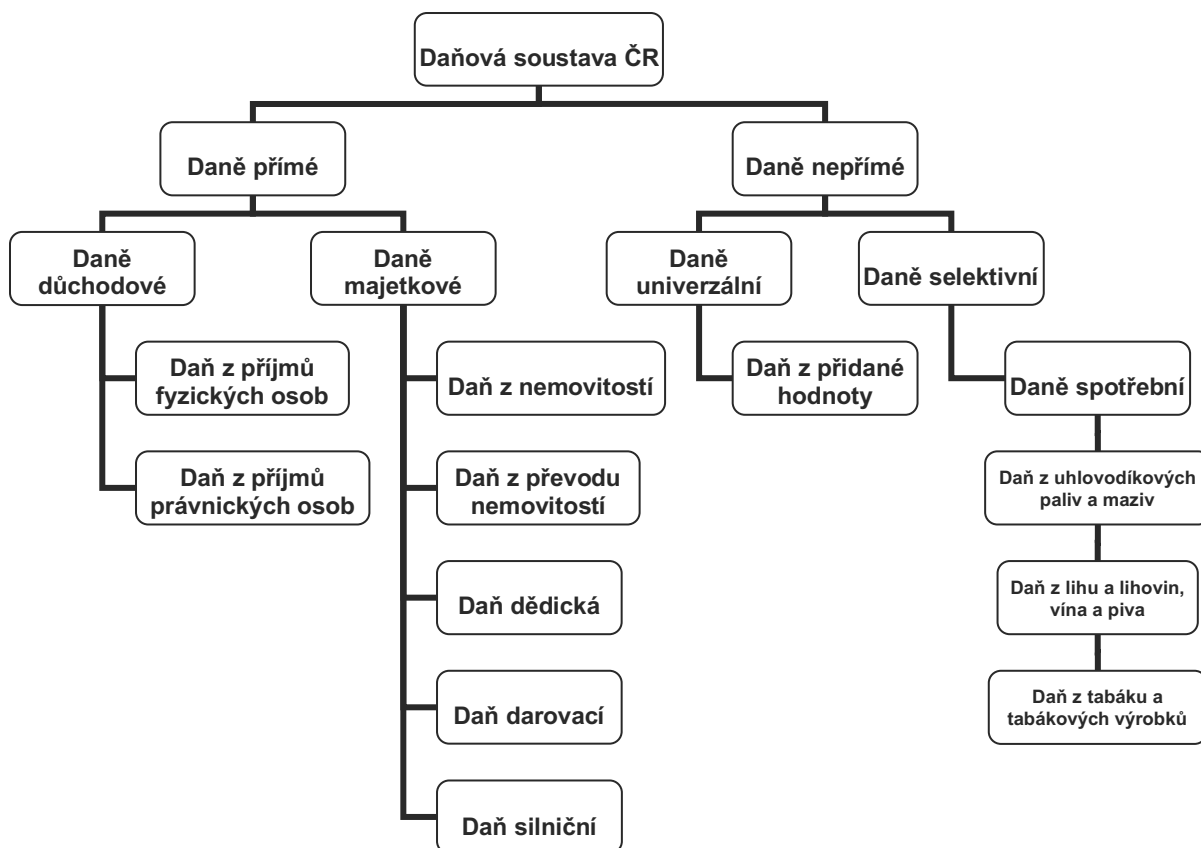 Daňová soustava ČR
Daně přímé
Daně nepřímé
Daně
důchodové
Daně
majetkové
Daně
univerzální
Daně selektivní
Daň z příjmů
fyzických osob
Daň z příjmů
právnických osob
Daň z nemovitostí
Daň z převodu
nemovitostí
Daň dědická
Daň darovací
Daň silniční
Daň z přidané
hodnoty
Daně spotřební
Daň z uhlovodíkových
paliv a maziv
Daň z lihu a lihovin,
vína a piva
Daň z tabáku a
tabákových výrobků